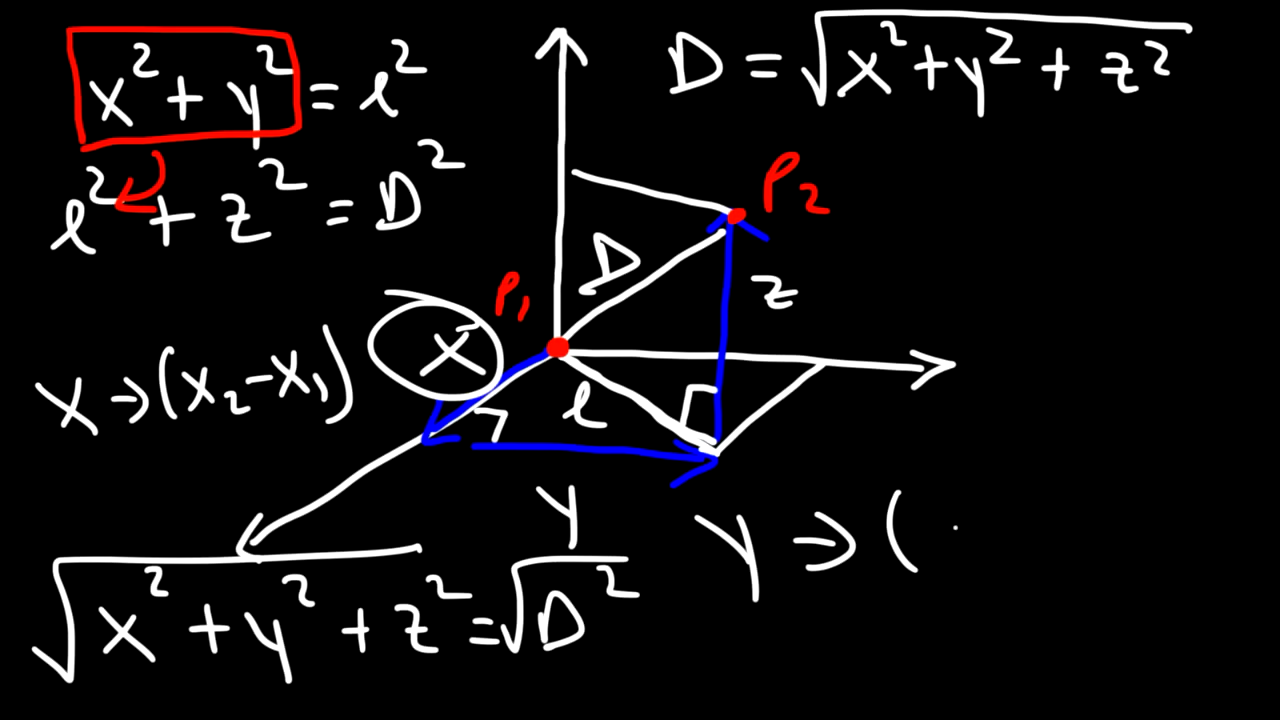 x² + y² = l²
D = √(x² + y² + z²)
l² + z² = D²
P₂
D
z
P₁
x
x → (x₂ - x₁)
l
y
y → (
√(x² + y² + z²) = √(D²)